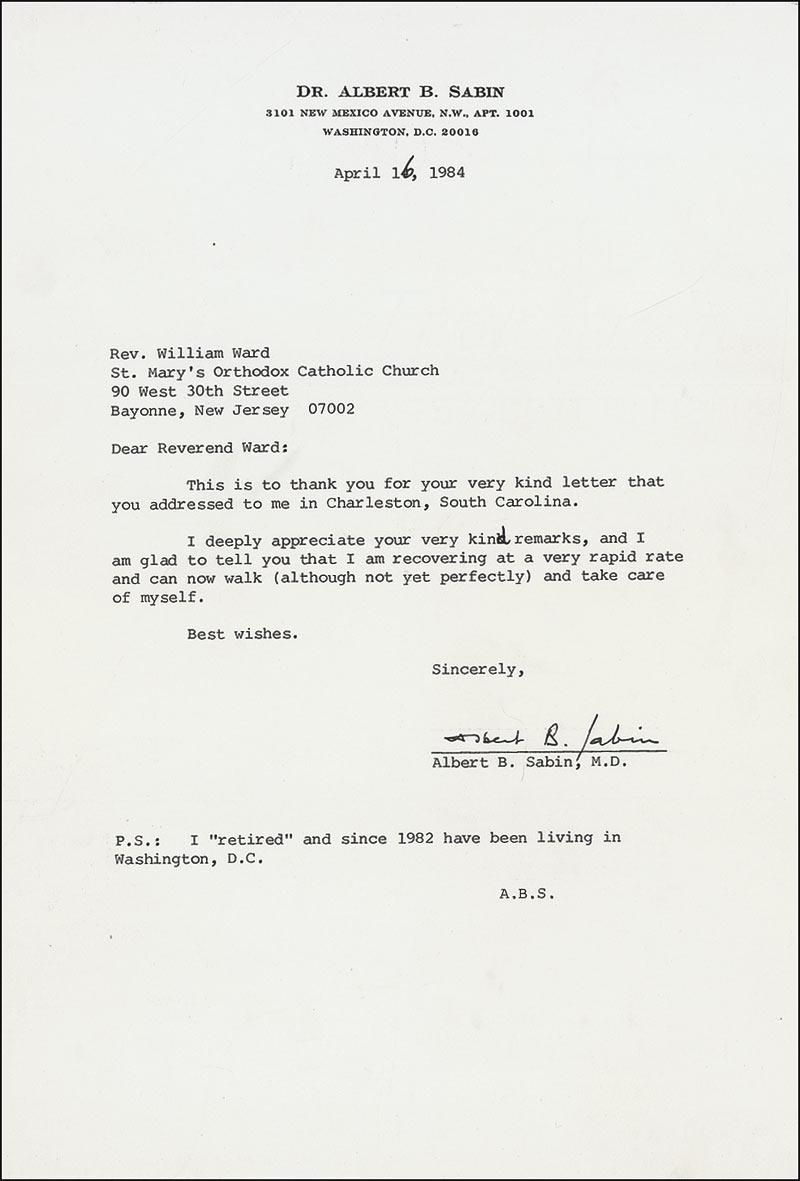 DR. ALBERT B. SABIN
3101 NEW MEXICO AVENUE, N.W., APT. 1001
WASHINGTON, D.C. 20016
April 16, 1984
Rev. William Ward
St. Mary's Orthodox Catholic Church
90 West 30th Street
Bayonne, New Jersey 07002
Dear Reverend Ward:
This is to thank you for your very kind letter that
you addressed to me in Charleston, South Carolina.
I deeply appreciate your very kind remarks, and I
am glad to tell you that I am recovering at a very rapid rate
and can now walk (although not yet perfectly) and take care
of myself.
Best wishes.
Sincerely,
Albert B. Sabin
Albert B. Sabin, M.D.
P.S.: I "retired" and since 1982 have been living in
Washington, D.C.
A.B.S.